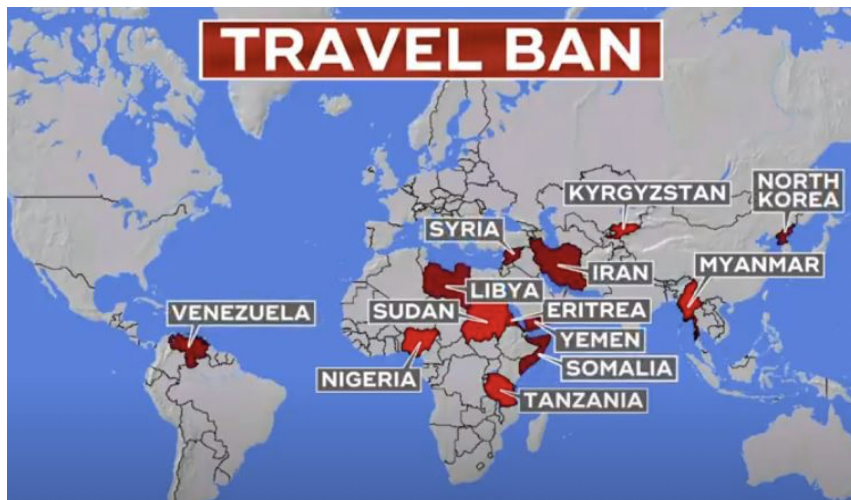 TRAVEL BAN
KYRGYZSTAN
NORTH
KOREA
SYRIA
IRAN
MYANMAR
LIBYA
VENEZUELA
SUDAN
ERITREA
YEMEN
NIGERIA
SOMALIA
TANZANIA